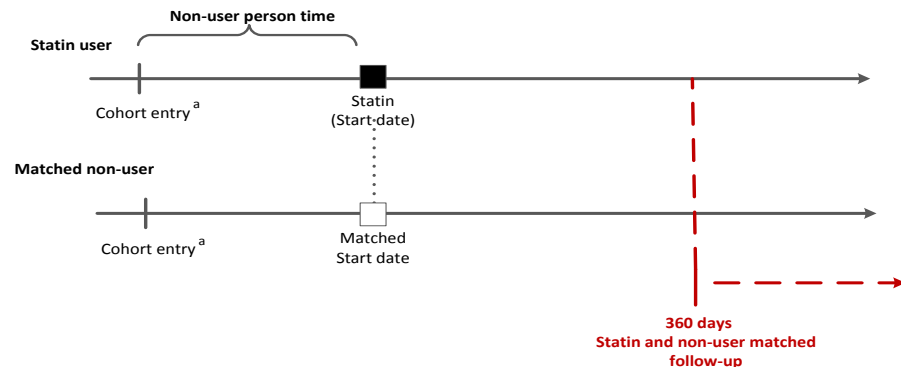 Non-user person time
Statin user
Cohort entry a
Statin
(Start date)
Matched non-user
Cohort entry a
Matched
Start date
360 days
Statin and non-user matched
follow-up